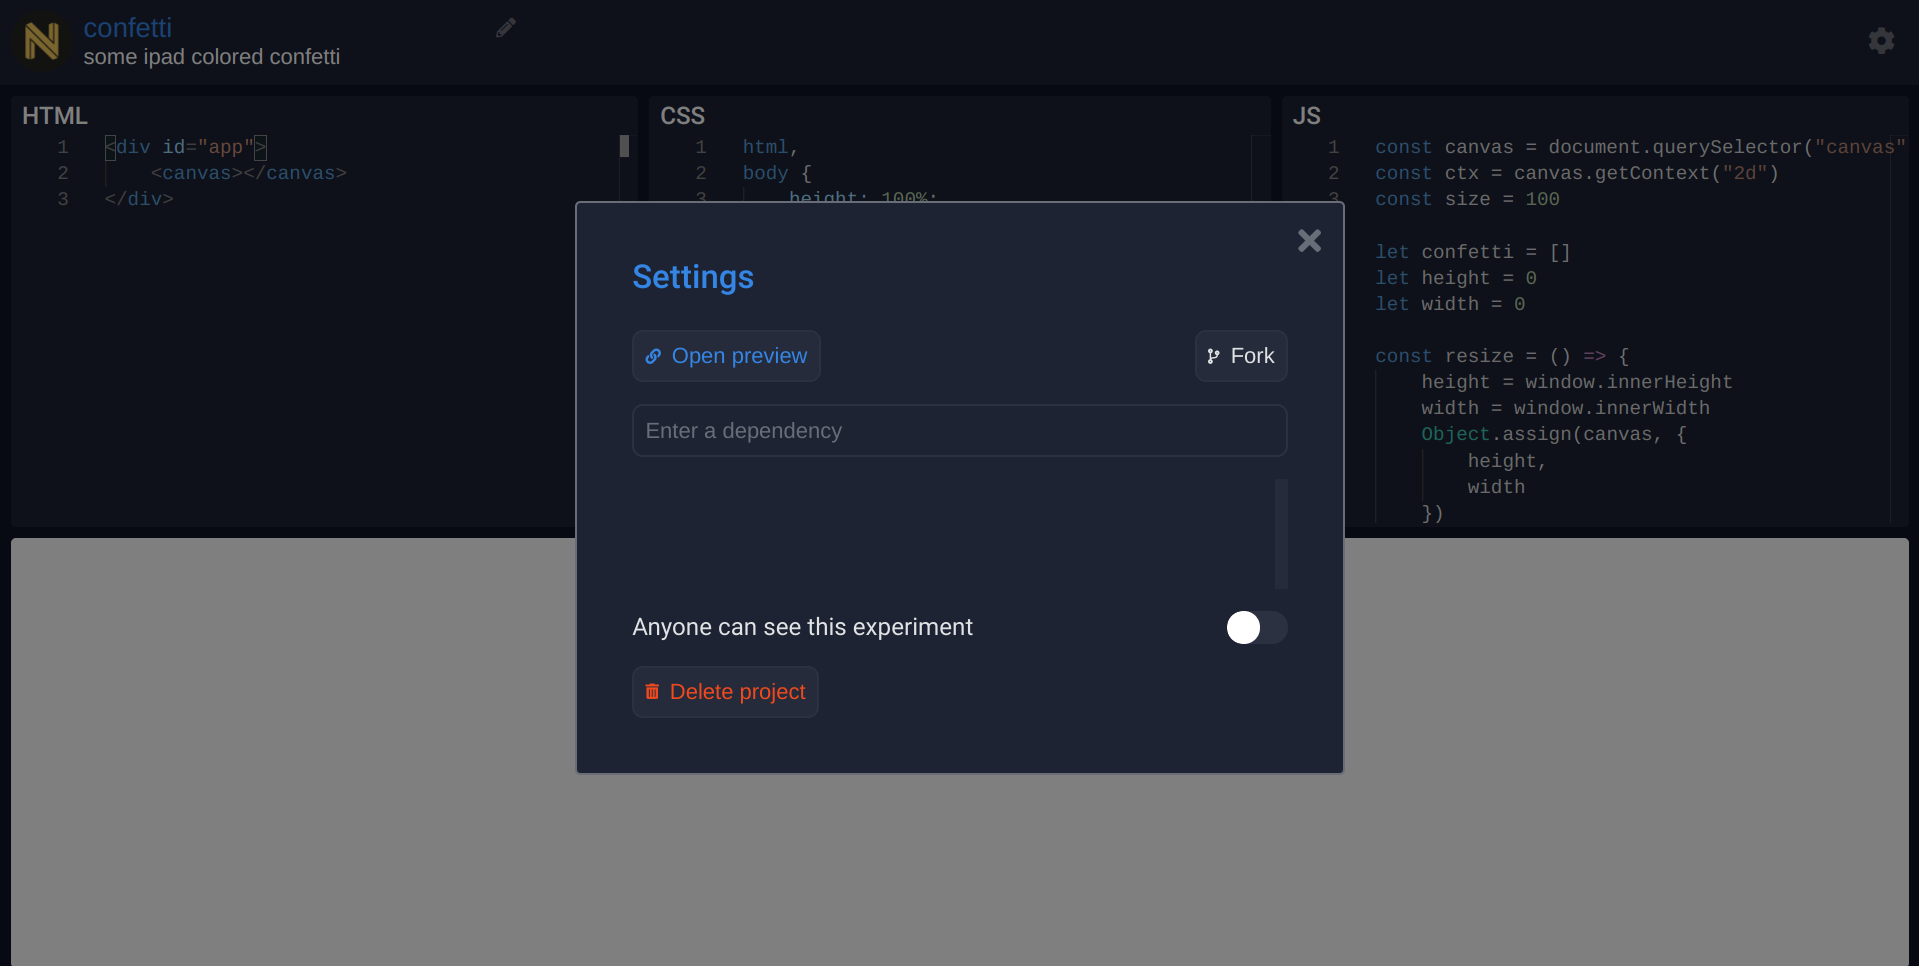 confetti
some ipad colored confetti
HTML
1 <div id="app">
2 <canvas></canvas>
3 </div>
CSS
1 html,
2 body {
3 height: 100%;
JS
1 const canvas = document.querySelector("canvas"
2 const ctx = canvas.getContext("2d")
3 const size = 100
let confetti = []
let height = 0
let width = 0
const resize = () => {
height = window.innerHeight
width = window.innerWidth
Object.assign(canvas, {
height,
width
})
Settings
Open preview
Fork
Enter a dependency
Anyone can see this experiment
Delete project